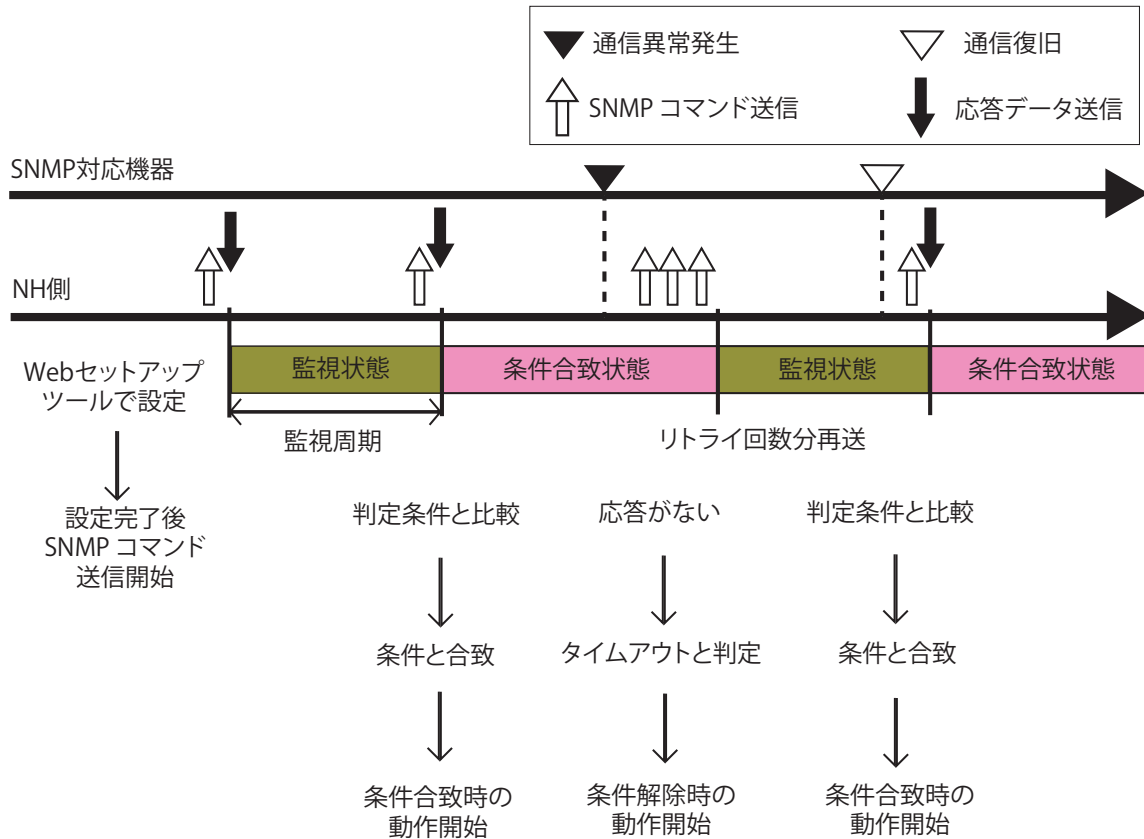 通信異常発生
通信復旧
SNMP コマンド送信
応答データ送信
SNMP対応機器
NH側
監視状態
条件合致状態
監視状態
条件合致状態
Webセットアップ
ツールで設定
監視周期
リトライ回数分再送
設定完了後
SNMP コマンド
送信開始
判定条件と比較
応答がない
判定条件と比較
条件と合致
タイムアウトと判定
条件と合致
条件合致時の
動作開始
条件解除時の
動作開始
条件合致時の
動作開始